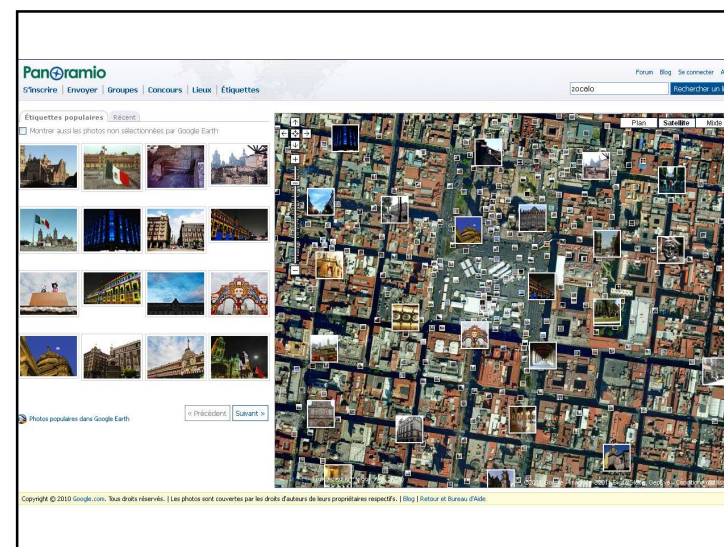 Panoramio
Forum Blog Se connecter
S'inscrire | Envoyer | Groupes | Concours | Lieux | Étiquettes
zocalo
Rechercher un
Étiquettes populaires Récent
Montrer aussi les photos non sélectionnées par Google Earth
Plan Satellite Mixte
Photos populaires dans Google Earth
« Précédent Suivant »
Copyright © 2010 Google.com. Tous droits réservés. | Les photos sont couvertes par les droits d'auteurs de leurs propriétaires respectifs. | Blog | Retour et Bureau d'Aide